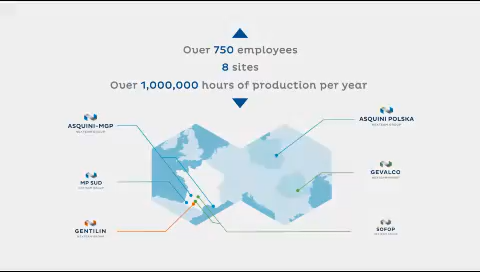 Over 750 employees
8 sites
Over 1,000,000 hours of production per year
ASQUINI-MGP
ASQUINI POLSKA
MP SUD
GEVALCO
GENTILIN
SOFOP